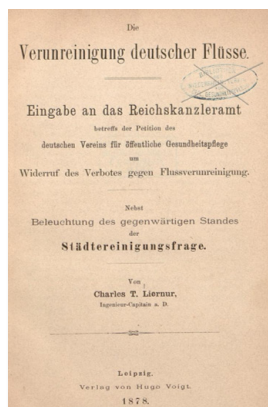 Die
Verunreinigung deutscher Flüsse.
Eingabe an das Reichskanzleramt
betreffs der Petition des
deutschen Vereins für öffentliche Gesundheitspflege
um
Widerruf des Verbotes gegen Flussverunreinigung.
Nebst
Beleuchtung des gegenwärtigen Standes
der
Städtereinigungsfrage.
Von
Charles T. Liernur,
Ingenieur-Capitain a. D.
Leipzig.
Verlag von Hugo Voigt.
1878.